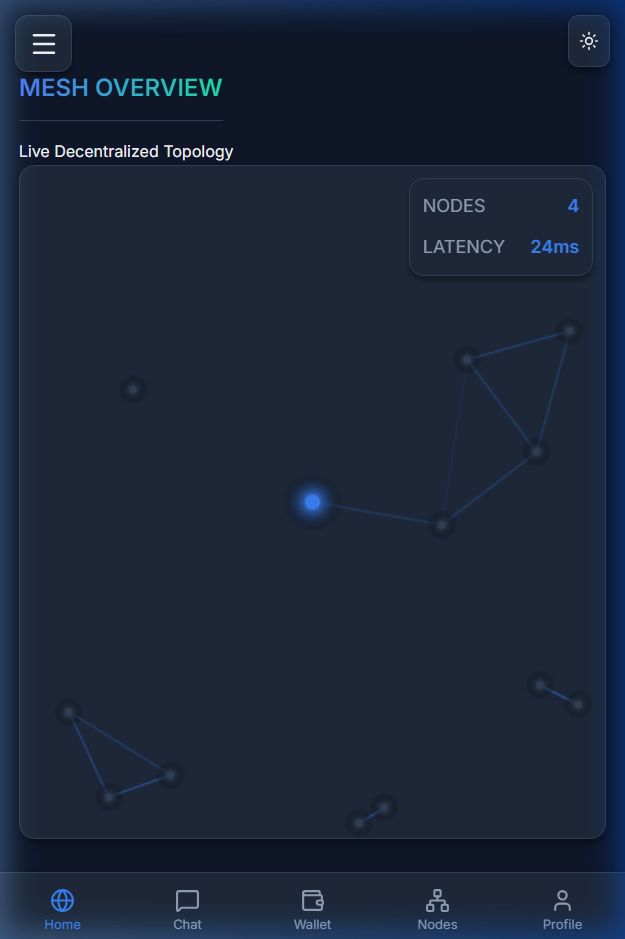 MESH OVERVIEW
Live Decentralized Topology
NODES 4
LATENCY 24ms
Home Chat Wallet Nodes Profile